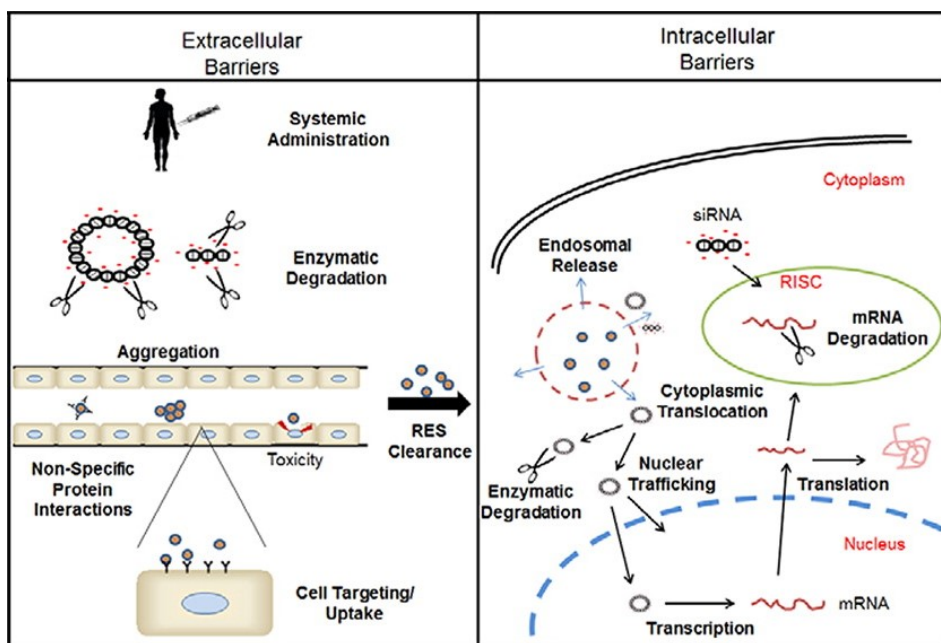 Extracellular
Barriers
Systemic
Administration
Enzymatic
Degradation
Aggregation
Toxicity
Non-Specific
Protein
Interactions
Cell Targeting/
Uptake
RES
Clearance
Intracellular
Barriers
Cytoplasm
siRNA
Endosomal
Release
RISC
mRNA
Degradation
Cytoplasmic
Translocation
Enzymatic
Degradation
Nuclear
Trafficking
Translation
Nucleus
Transcription
mRNA